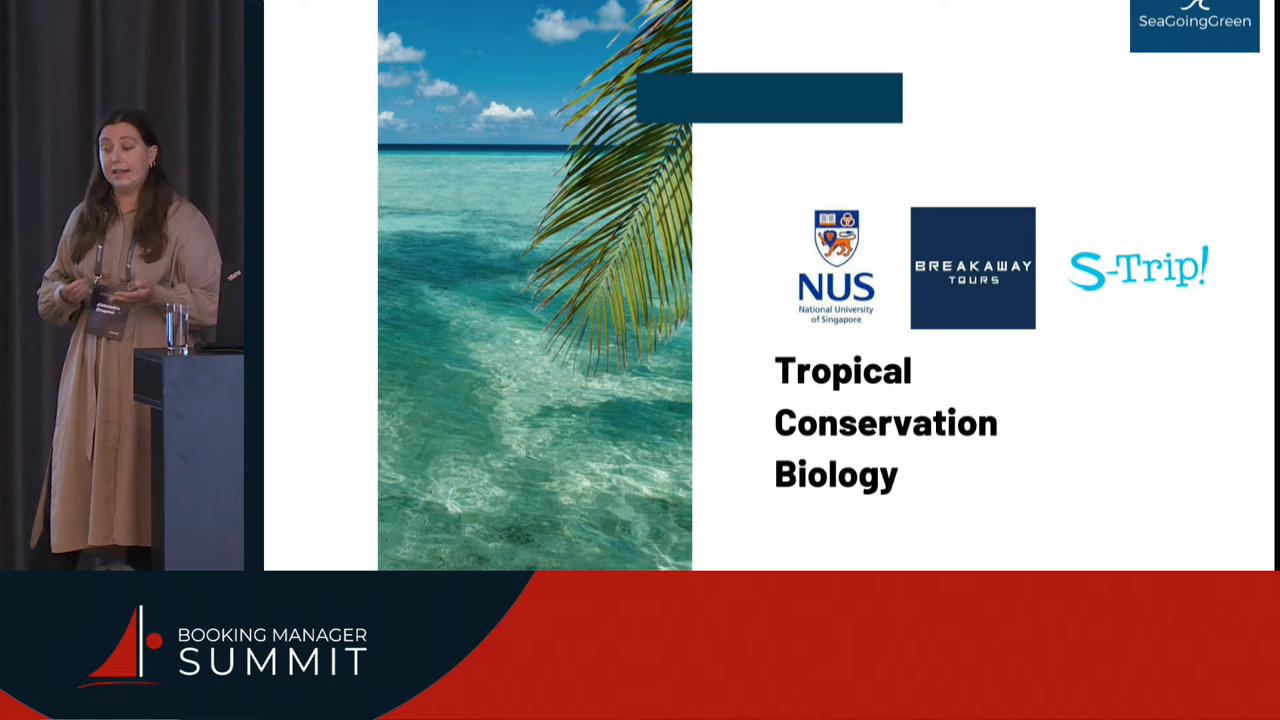 SeaGoingGreen
NUS
National University
of Singapore
BREAKAWAY
TOURS
S-Trip!
Tropical
Conservation
Biology
BOOKING MANAGER
SUMMIT